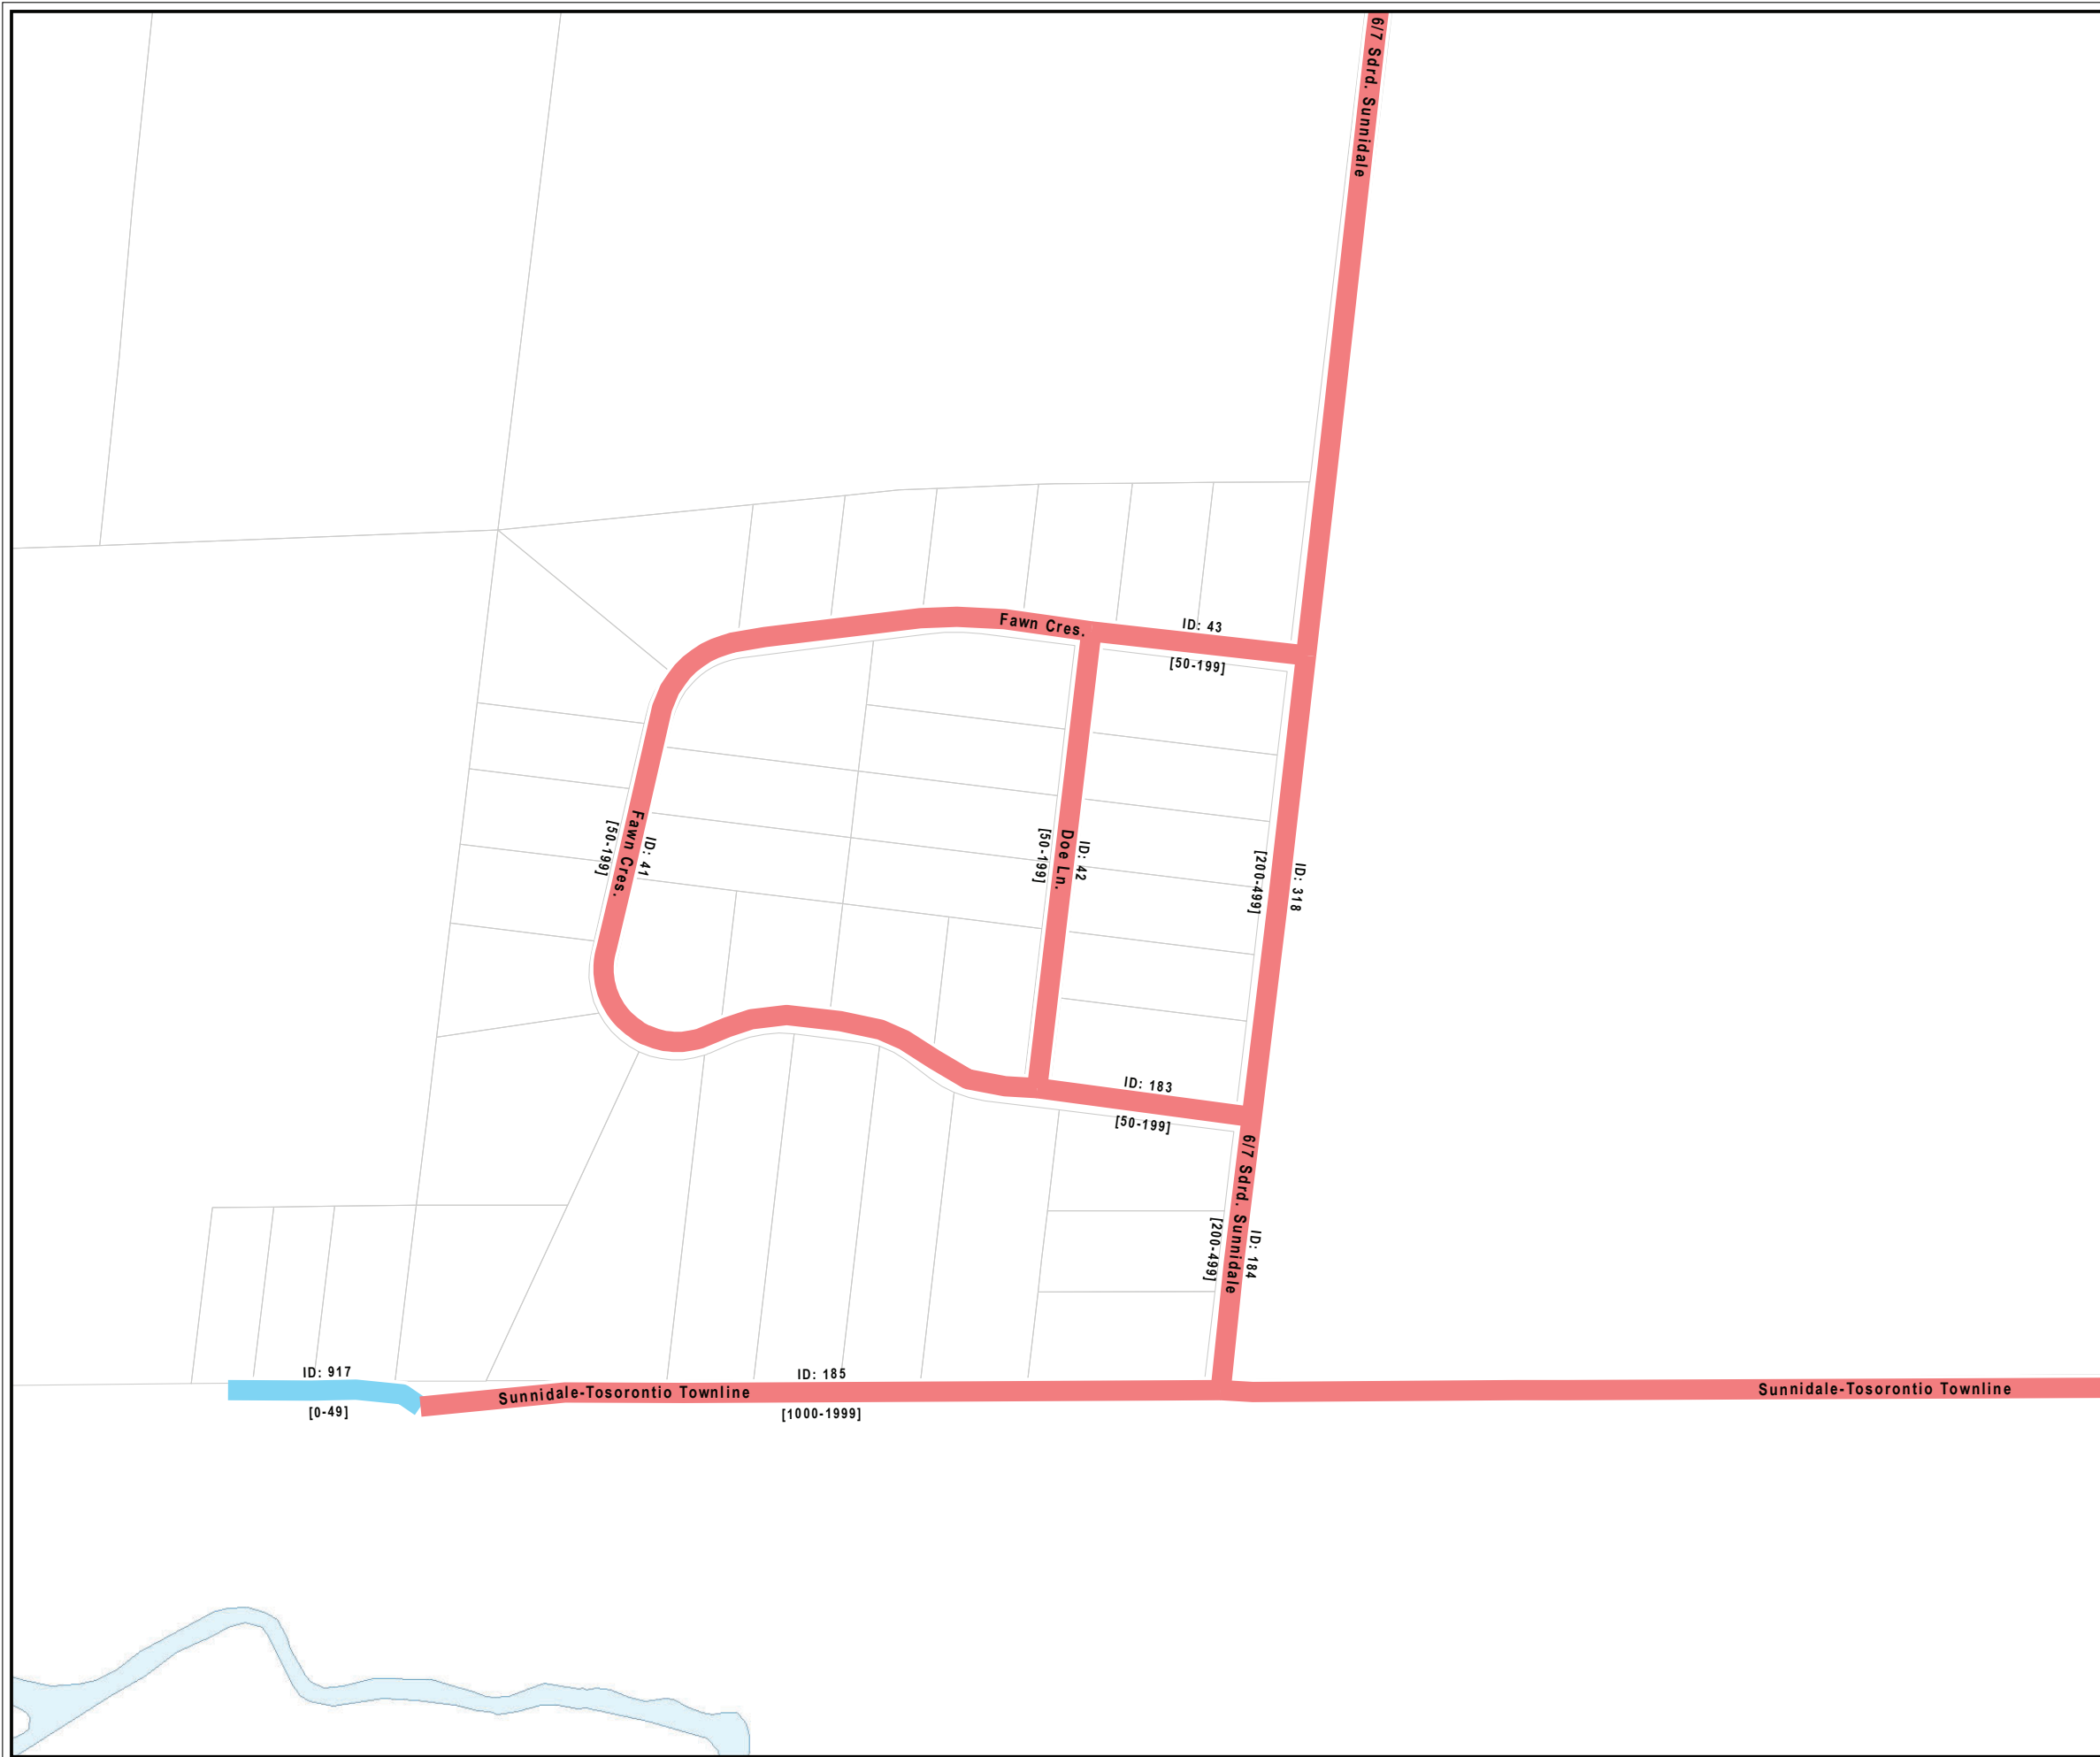 6/7 Sdrd. Sunnidale
Fawn Cres.
ID: 43
[50-199]
Fawn Cres.
ID: 41
[50-199]
Doe Ln.
ID: 42
[50-199]
ID: 318
[200-499]
ID: 183
[50-199]
6/7 Sdrd. Sunnidale
ID: 184
[200-499]
ID: 917
[0-49]
ID: 185
Sunnidale-Tosorontio Townline
[1000-1999]
Sunnidale-Tosorontio Townline